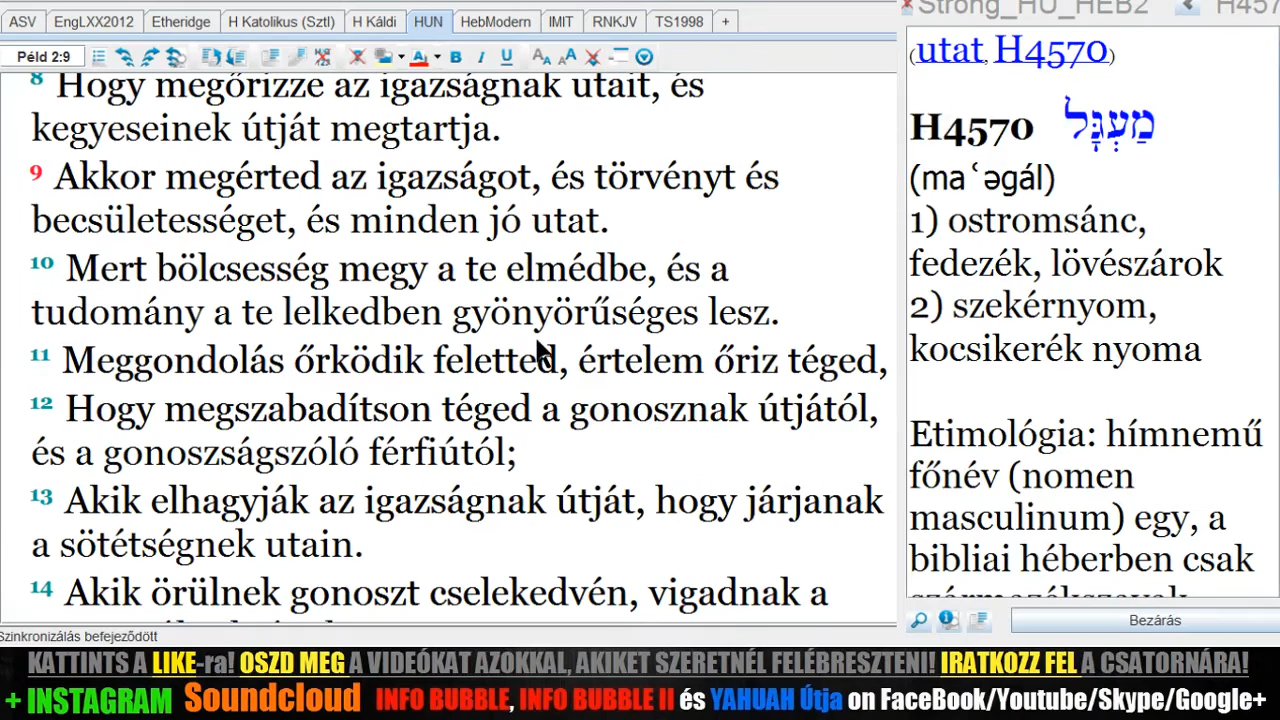 ASV EngLXX2012 Etheridge H Katolikus (Sztl) H Káldi HUN HebModern IMIT RNKJV TS1998 +
Péld 2:9
8 Hogy megőrizze az igazságnak utait, és
kegyeseinek útját megtartja.
9 Akkor megérted az igazságot, és törvényt és
becsületességet, és minden jó utat.
10 Mert bölcsesség megy a te elmédbe, és a
tudomány a te lelkedben gyönyörűséges lesz.
11 Meggondolás őrködik feletted, értelem őriz téged,
12 Hogy megszabadítson téged a gonosznak útjától,
és a gonoszságszóló férfiútól;
13 Akik elhagyják az igazságnak útját, hogy járjanak
a sötétségnek utain.
14 Akik örülnek gonoszt cselekedvén, vigadnak a
Szinkronizálás befejeződött
Strong_HU_HEB2 H457
(utat, H4570)
H4570 מַעְגָּל
(maʿəgál)
1) ostromsánc,
fedezék, lövészárok
2) szekérnyom,
kocsikerék nyoma
Etimológia: hímnemű
főnév (nomen
masculinum) egy, a
bibliai héberben csak
Bezárás
KATTINTS A LIKE-ra! OSZD MEG A VIDEÓKAT AZOKKAL, AKIKET SZERETNÉL FELÉBRESZTENI! IRATKOZZ FEL A CSATORNÁRA!
+ INSTAGRAM Soundcloud INFO BUBBLE, INFO BUBBLE II és YAHUAH Útja on FaceBook/Youtube/Skype/Google+